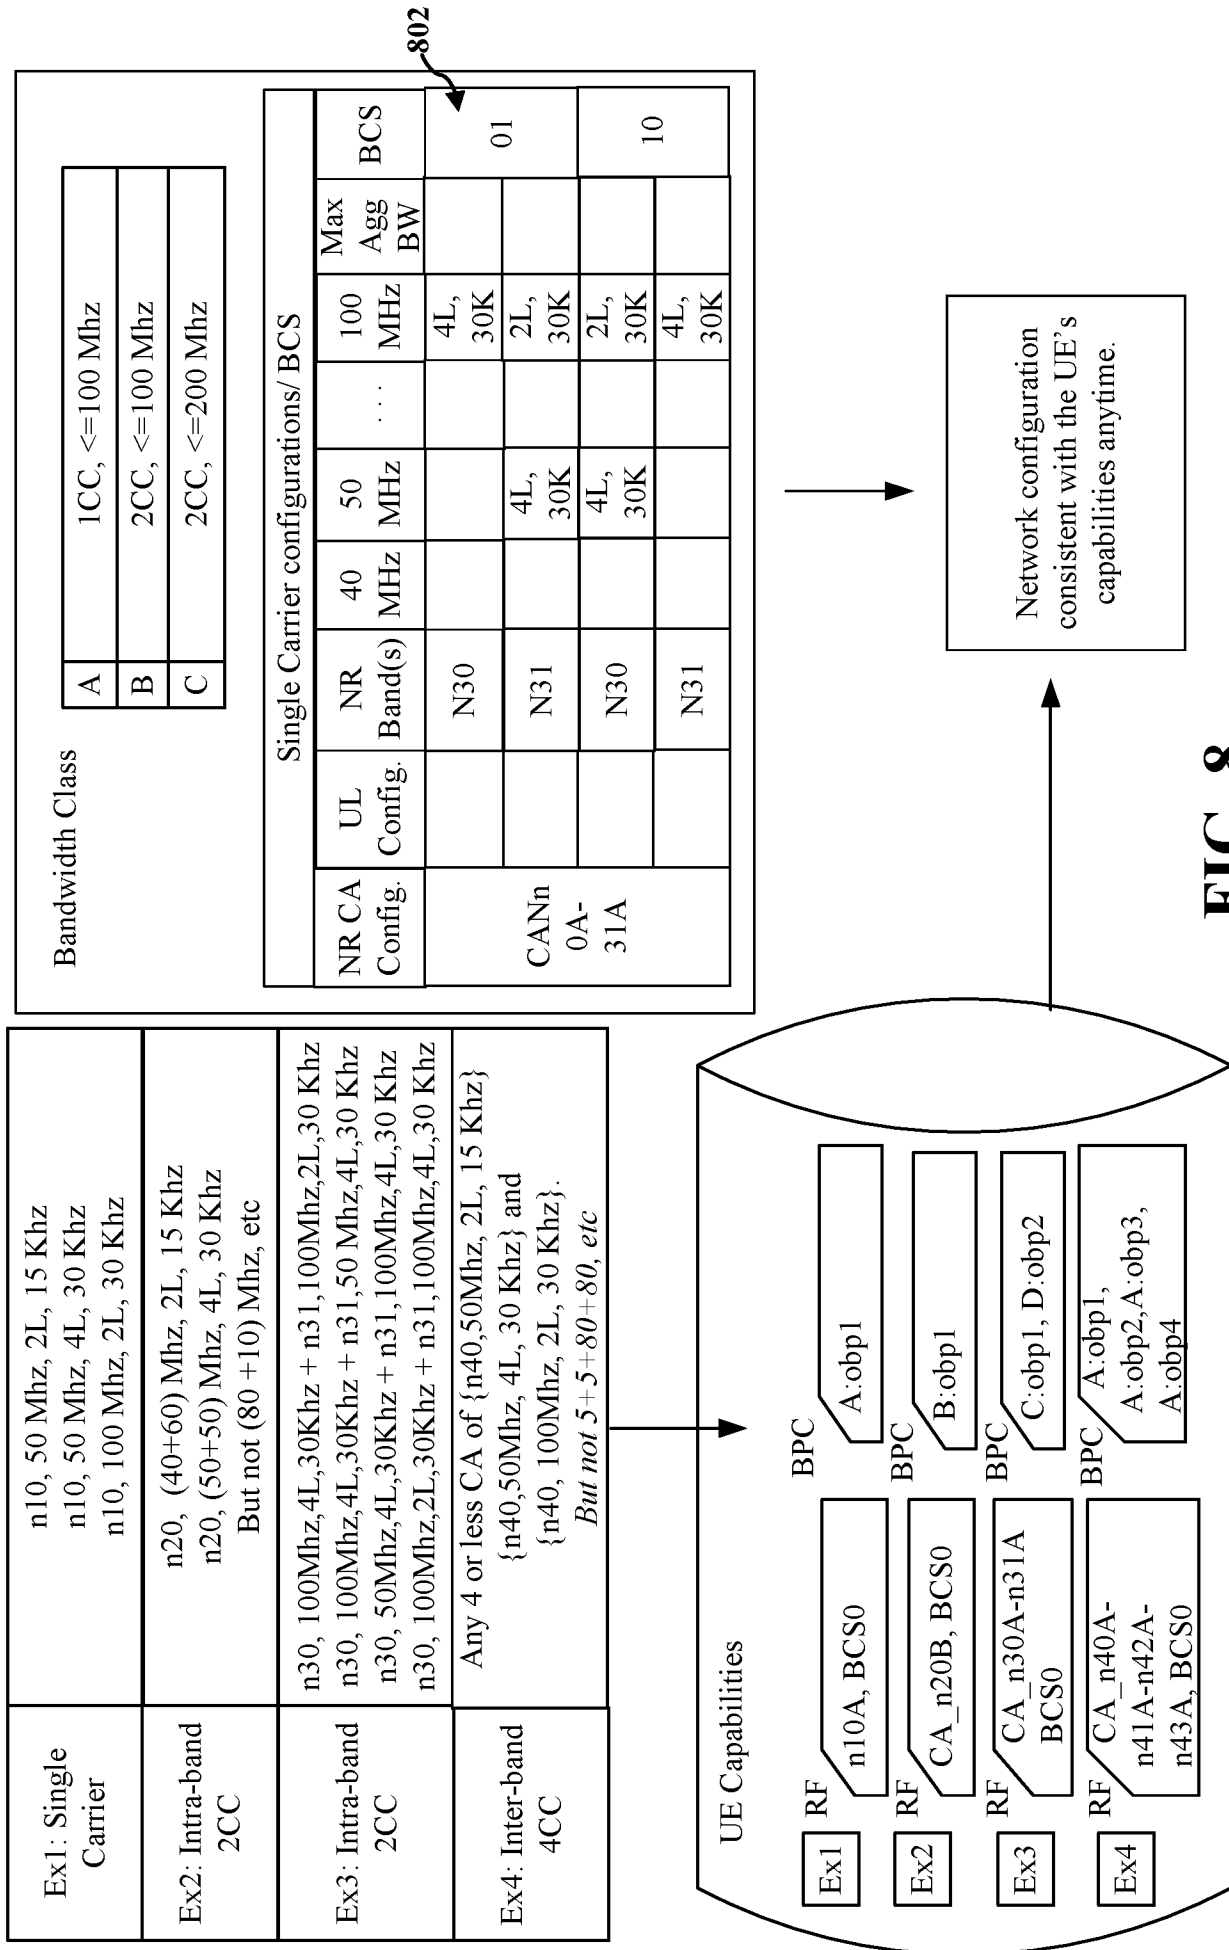 Ex1: Single
Carrier
n10, 50 Mhz, 2L, 15 Khz
n10, 50 Mhz, 4L, 30 Khz
n10, 100 Mhz, 2L, 30 Khz
Ex2: Intra-band
2CC
n20, (40+60) Mhz, 2L, 15 Khz
n20, (50+50) Mhz, 4L, 30 Khz
But not (80 +10) Mhz, etc
Ex3: Intra-band
2CC
n30, 100Mhz,4L,30Khz + n31,100Mhz,2L,30 Khz
n30, 100Mhz,4L,30Khz + n31,50 Mhz,4L,30 Khz
n30, 50Mhz,4L,30Khz + n31,100Mhz,4L,30 Khz
n30, 100Mhz,2L,30Khz + n31,100Mhz,4L,30 Khz
Ex4: Inter-band
4CC
Any 4 or less CA of {n40,50Mhz, 2L, 15 Khz}
{n40,50Mhz, 4L, 30 Khz} and
{n40, 100Mhz, 2L, 30 Khz}.
But not 5+5+80+80, etc
Bandwidth Class
A
1CC, <=100 Mhz
B
2CC, <=100 Mhz
C
2CC, <=200 Mhz
802
Single Carrier configurations/ BCS
NR CA
Config.
UL
Config.
NR
Band(s)
40
MHz
50
MHz
....
100
MHz
Max
Agg
BW
BCS
CANn
0A-
31A
N30
4L,
30K
01
N31
4L,
30K
2L,
30K
N30
4L,
30K
2L,
30K
10
N31
4L,
30K
UE Capabilities
Ex1
RF
n10A, BCS0
BPC
A:obp1
Ex2
RF
CA_n20B, BCS0
BPC
B:obp1
Ex3
RF
CA_n30A-n31A
BCS0
BPC
C:obp1, D:obp2
Ex4
RF
CA_n40A-
n41A-n42A-
n43A, BCS0
BPC
A:obp1,
A:obp2,A:obp3,
A:obp4
Network configuration
consistent with the UE's
capabilities anytime.
FIG. 8